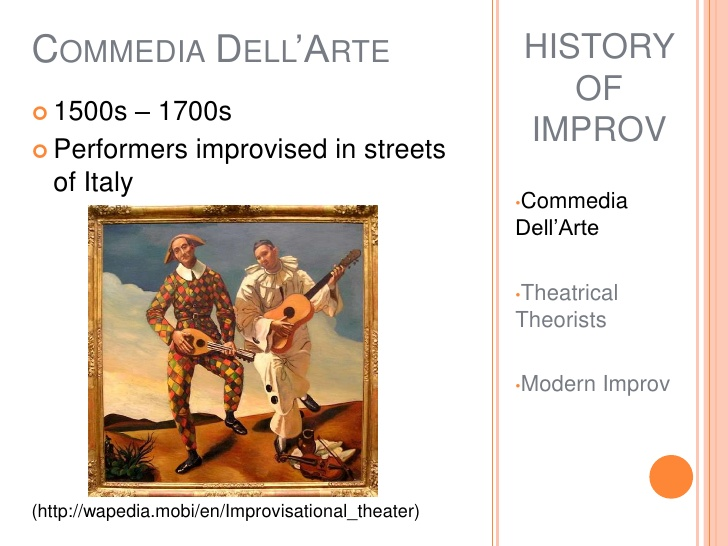 COMMEDIA DELL’ARTE
1500s – 1700s
Performers improvised in streets
of Italy
(http://wapedia.mobi/en/Improvisational_theater)
HISTORY
OF
IMPROV
•Commedia
Dell’Arte
•Theatrical
Theorists
•Modern Improv